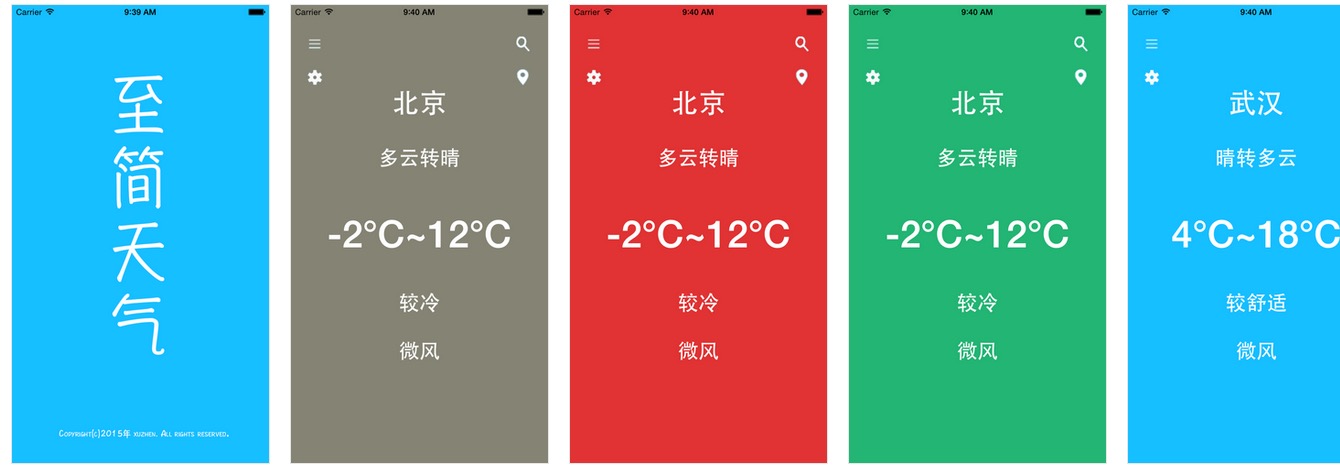 Carrier 9:39 AM
至
简
天
气
Copyright(c)2015年 xuzhen. All rights reserved.
Carrier 9:40 AM
北京
多云转晴
-2°C~12°C
较冷
微风
Carrier 9:40 AM
北京
多云转晴
-2°C~12°C
较冷
微风
Carrier 9:40 AM
北京
多云转晴
-2°C~12°C
较冷
微风
Carrier 9:40 AM
武汉
晴转多云
4°C~18°C
较舒适
微风